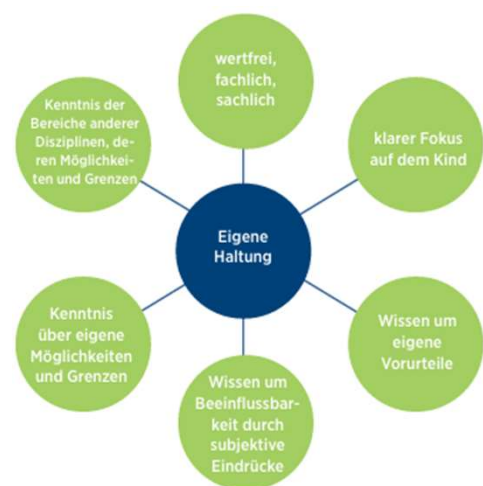 wertfrei,
fachlich,
sachlich
Kenntnis der
Bereiche anderer
Disziplinen, de-
ren Möglichkei-
ten und Grenzen
klarer Fokus
auf dem Kind
Eigene
Haltung
Kenntnis
über eigene
Möglichkeiten
und Grenzen
Wissen um
eigene
Vorurteile
Wissen um
Beeinflussbar-
keit durch
subjektive
Eindrücke